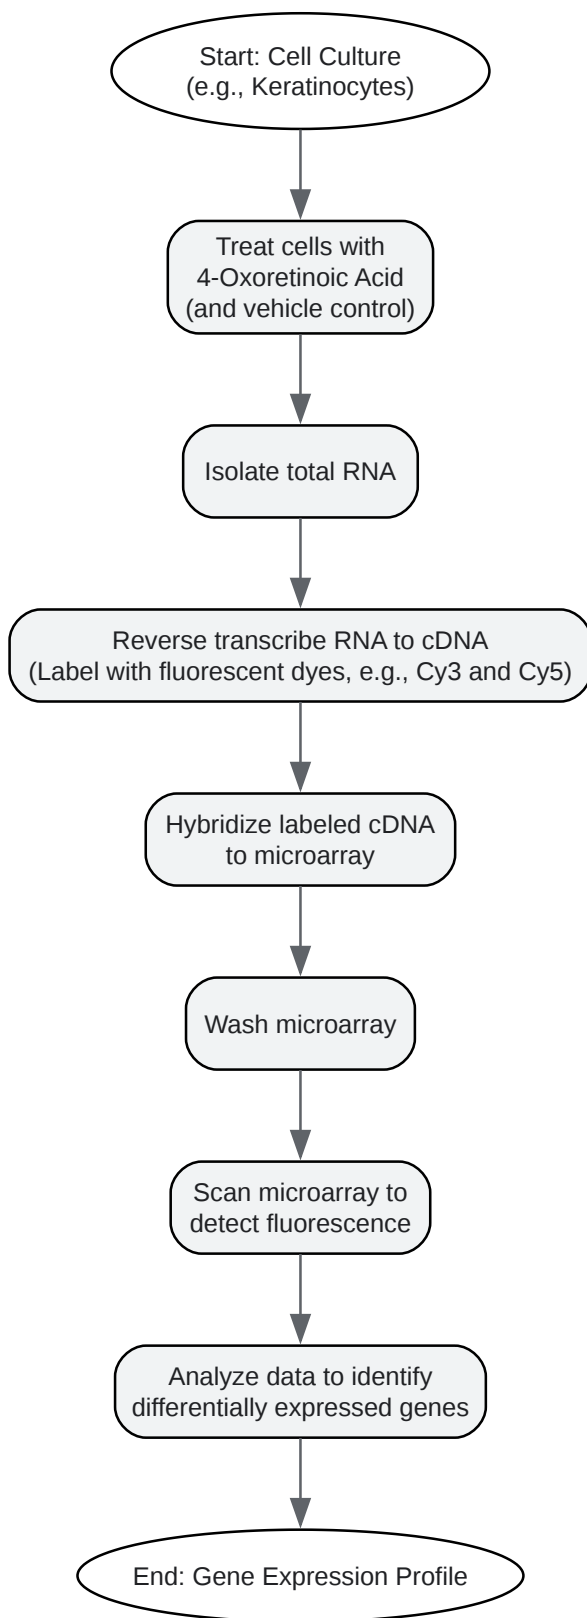 Start: Cell Culture
(e.g., Keratinocytes)
Treat cells with
4-Oxoretinoic Acid
(and vehicle control)
Isolate total RNA
Reverse transcribe RNA to cDNA
(Label with fluorescent dyes, e.g., Cy3 and Cy5)
Hybridize labeled cDNA
to microarray
Wash microarray
Scan microarray to
detect fluorescence
Analyze data to identify
differentially expressed genes
End: Gene Expression Profile